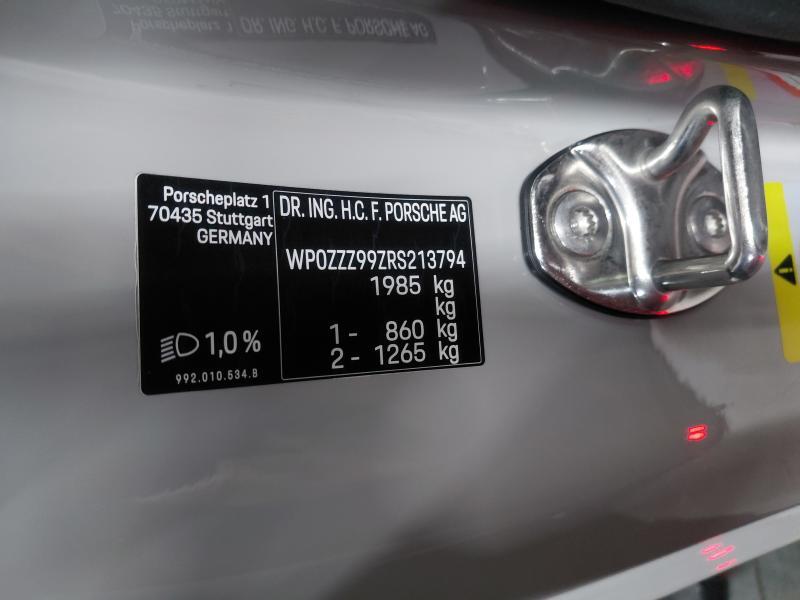 Porscheplatz 1
70435 Stuttgart
GERMANY
1,0 %
992.010.534.B
DR. ING. H.C. F. PORSCHE AG
WP0ZZZ99ZRS213794
1985 kg
kg
1 - 860 kg
2 - 1265 kg